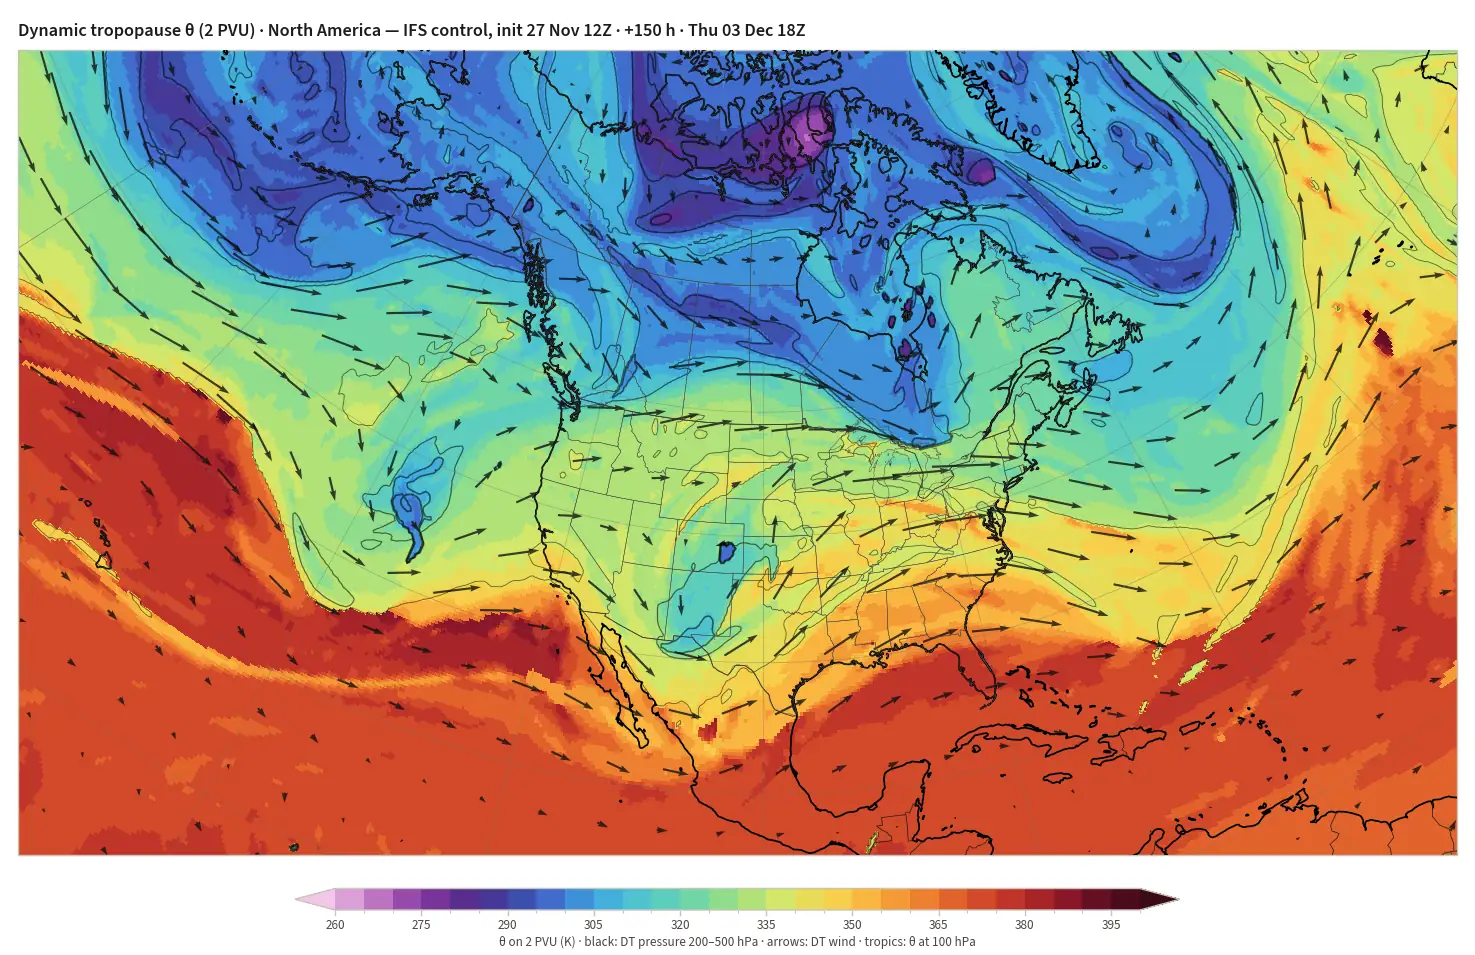 Dynamic tropopause θ (2 PVU) · North America — IFS control, init 27 Nov 12Z · +150 h · Thu 03 Dec 18Z
260 275 290 305 320 335 350 365 380 395
θ on 2 PVU (K) · black: DT pressure 200–500 hPa · arrows: DT wind · tropics: θ at 100 hPa